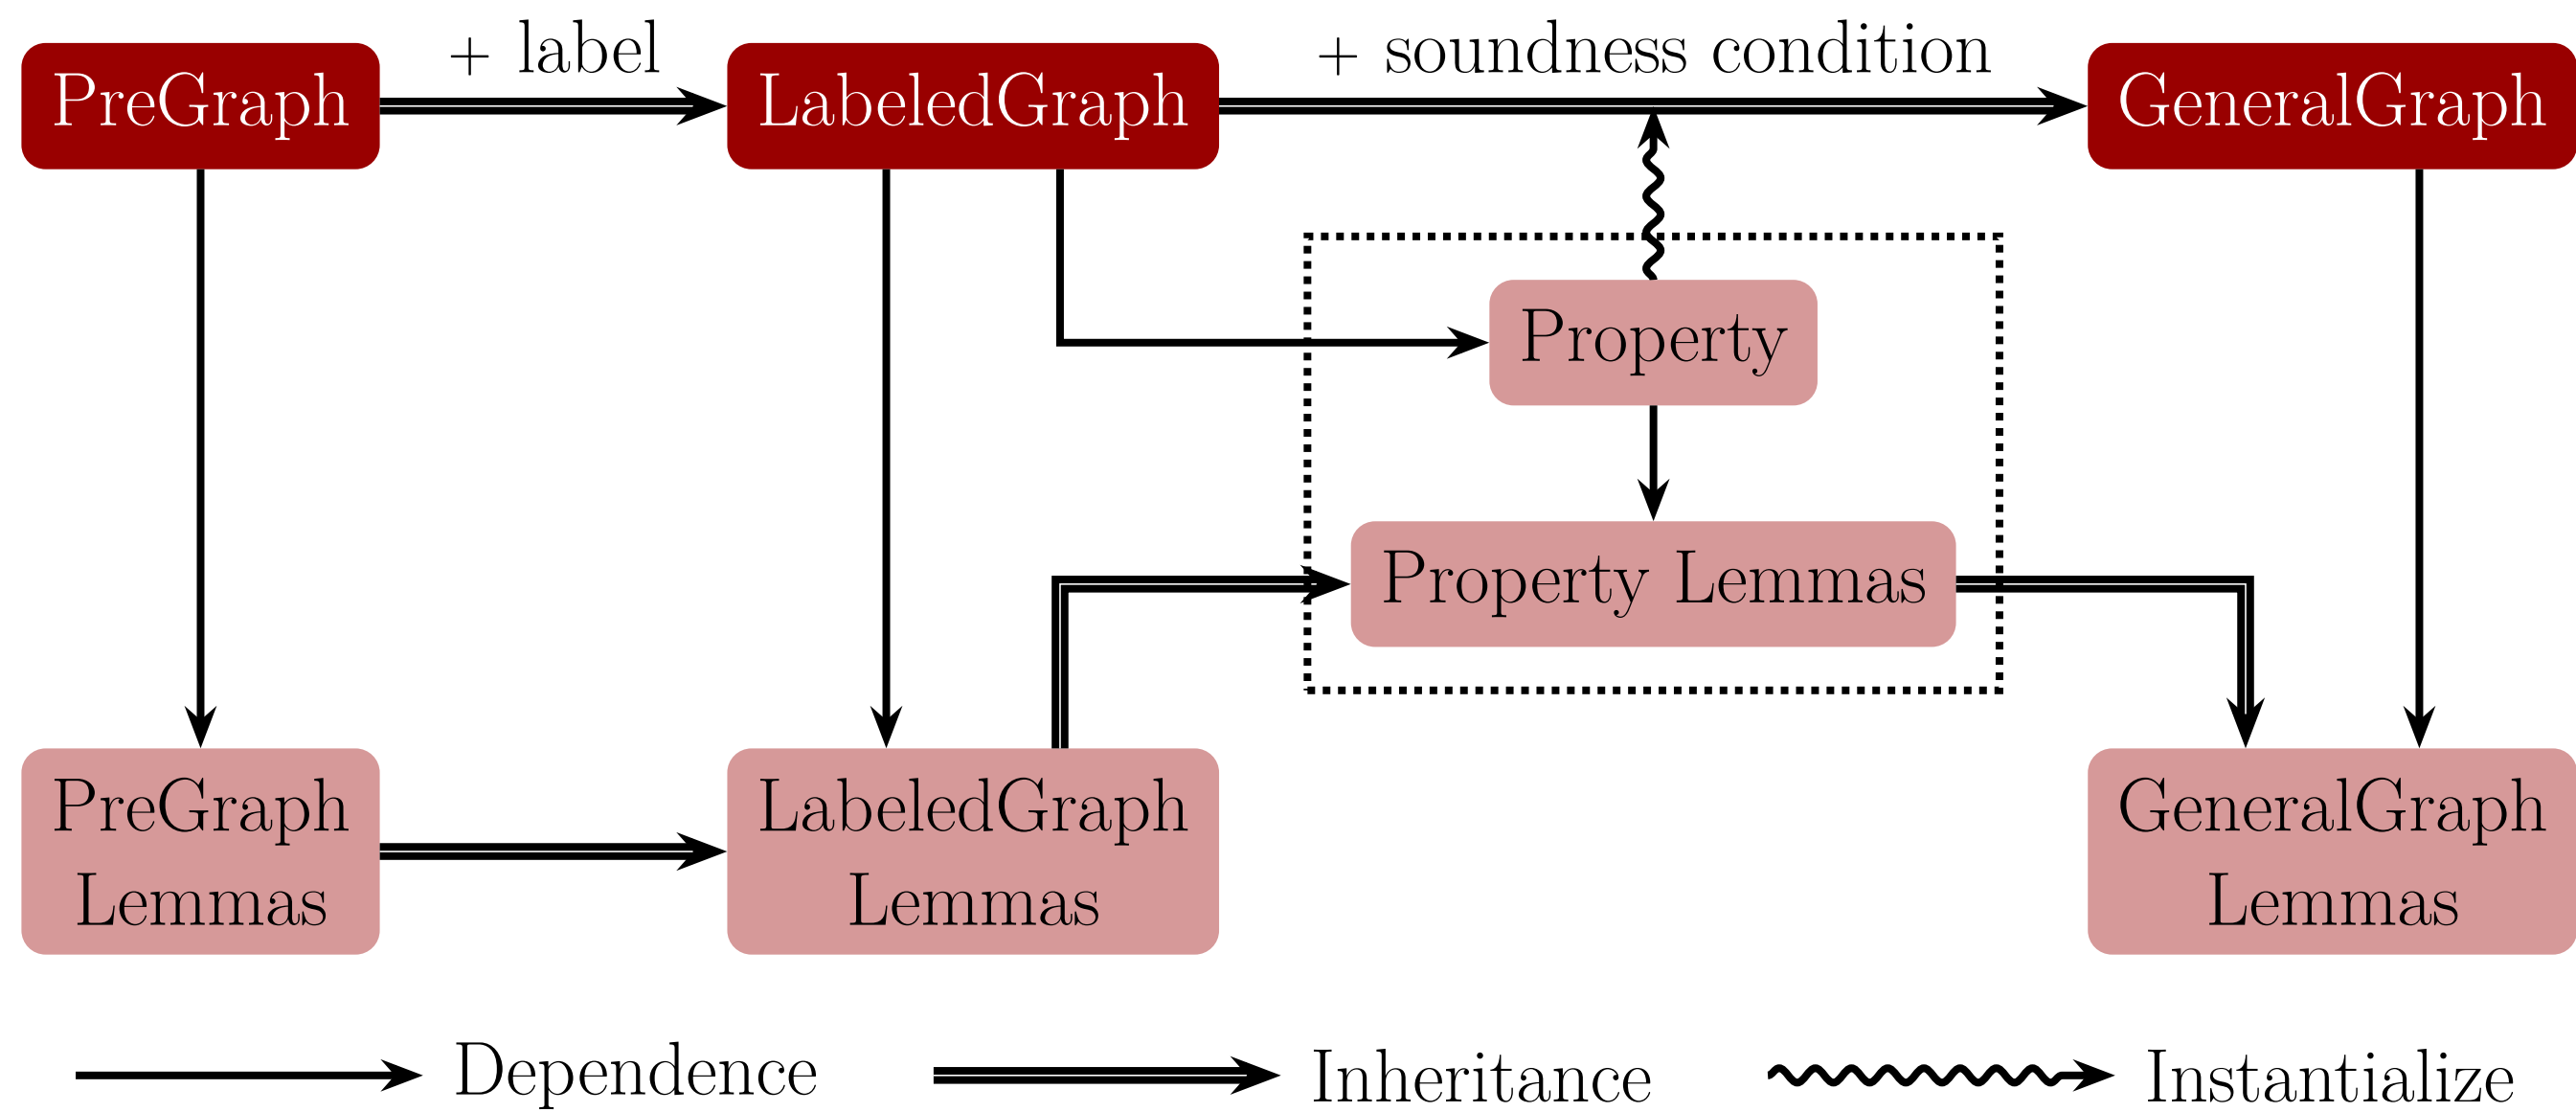 + label
+ soundness condition
PreGraph
LabeledGraph
GeneralGraph
Property
Property Lemmas
PreGraph
Lemmas
LabeledGraph
Lemmas
GeneralGraph
Lemmas
Dependence
Inheritance
Instantialize